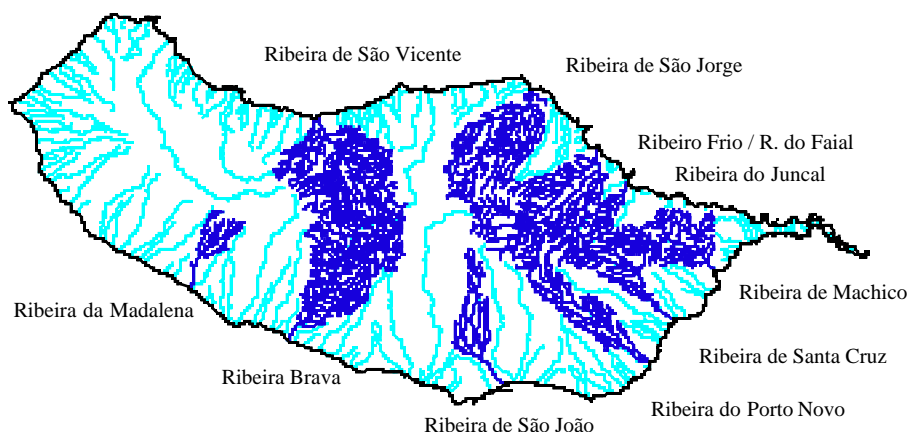 Ribeira de São Vicente
Ribeira de São Jorge
Ribeiro Frio / R. do Faial
Ribeira do Juncal
Ribeira de Machico
Ribeira da Madalena
Ribeira de Santa Cruz
Ribeira Brava
Ribeira do Porto Novo
Ribeira de São João